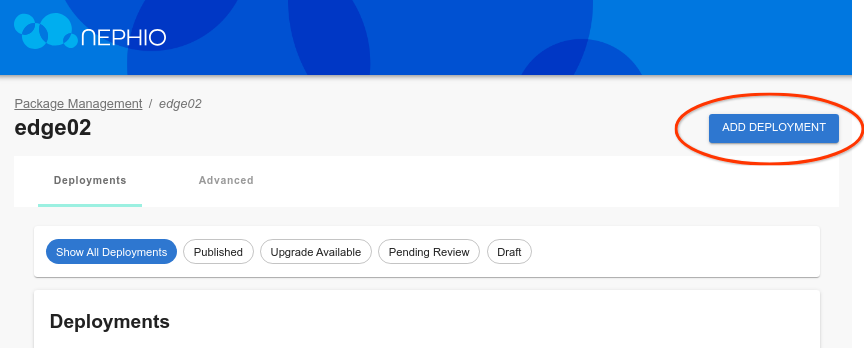 NEPHIO
Package Management / edge02
edge02
ADD DEPLOYMENT
Deployments Advanced
Show All Deployments Published Upgrade Available Pending Review Draft
Deployments